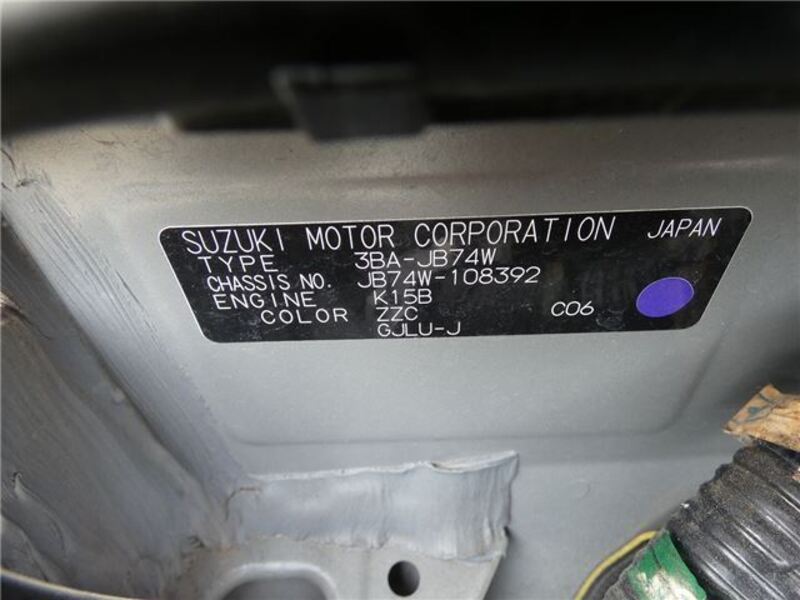 SUZUKI MOTOR CORPORATION JAPAN
TYPE 3BA-JB74W
CHASSIS NO. JB74W-108392
ENGINE K15B
COLOR ZZC C06
GJLU-J